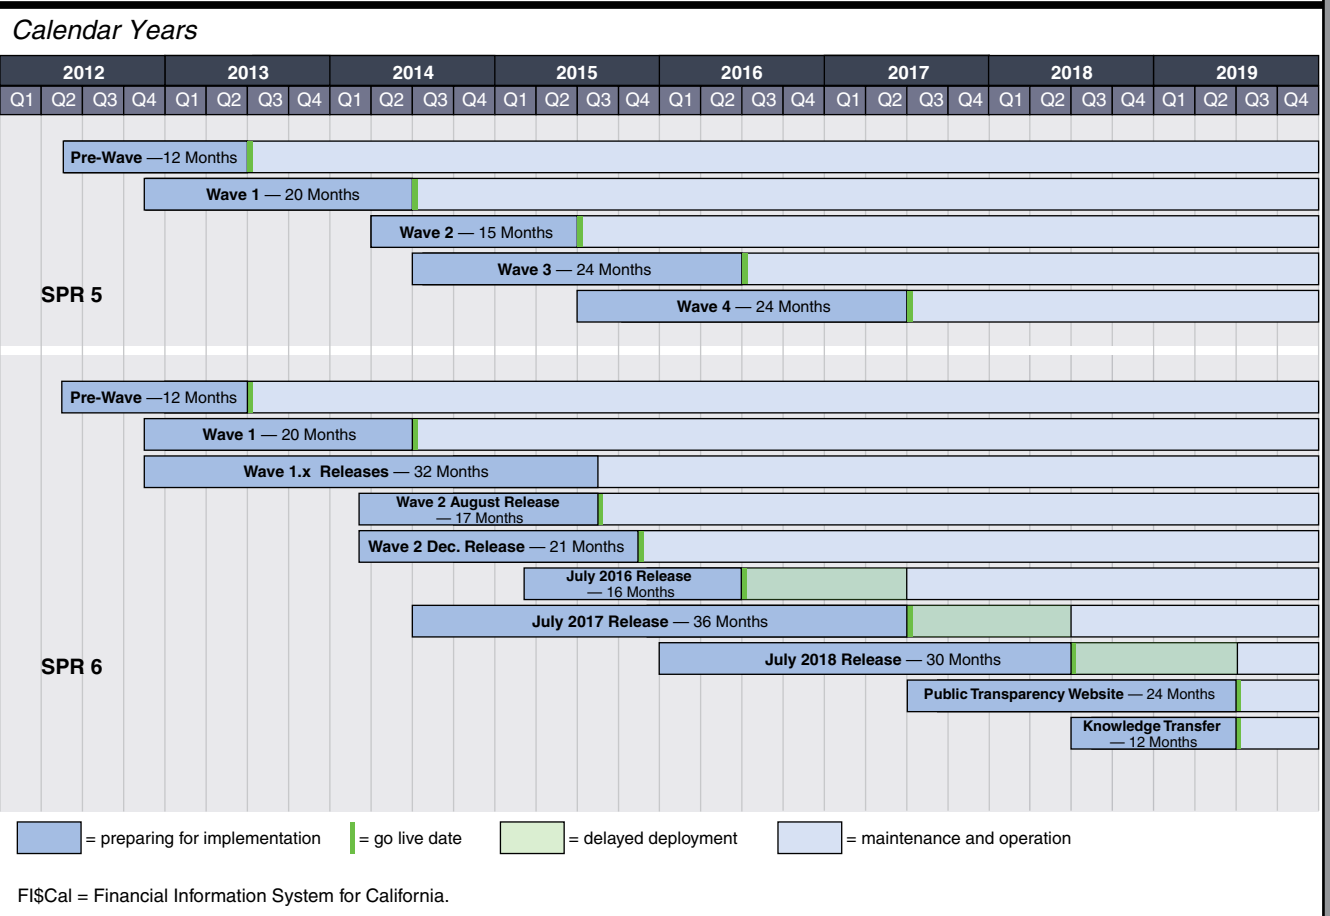 Calendar Years
2012 2013 2014 2015 2016 2017 2018 2019
Q1 Q2 Q3 Q4 Q1 Q2 Q3 Q4 Q1 Q2 Q3 Q4 Q1 Q2 Q3 Q4 Q1 Q2 Q3 Q4 Q1 Q2 Q3 Q4 Q1 Q2 Q3 Q4 Q1 Q2 Q3 Q4
Pre-Wave —12 Months
Wave 1 — 20 Months
Wave 2 — 15 Months
Wave 3 — 24 Months
SPR 5
Wave 4 — 24 Months
Pre-Wave —12 Months
Wave 1 — 20 Months
Wave 1.x Releases — 32 Months
Wave 2 August Release
— 17 Months
Wave 2 Dec. Release — 21 Months
July 2016 Release
— 16 Months
July 2017 Release — 36 Months
July 2018 Release — 30 Months
SPR 6
Public Transparency Website — 24 Months
Knowledge Transfer
— 12 Months
= preparing for implementation = go live date = delayed deployment = maintenance and operation
FI$Cal = Financial Information System for California.